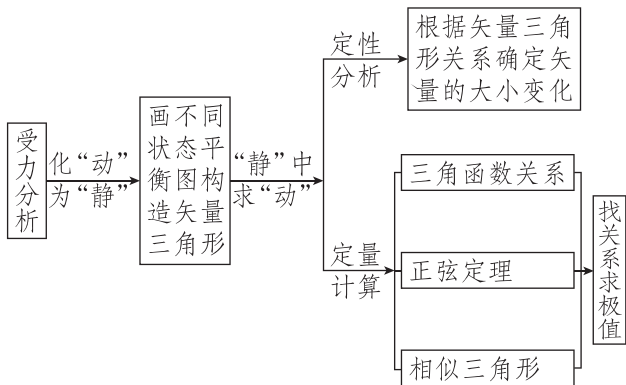 受
力
分
析
化“动”
为“静”
画不同
状态平
衡图构
造矢量
三角形
“静”中
求“动”
定性
分析
根据矢量三角
形关系确定矢
量的大小变化
定量
计算
三角函数关系
正弦定理
相似三角形
找
关
系
求
极
值